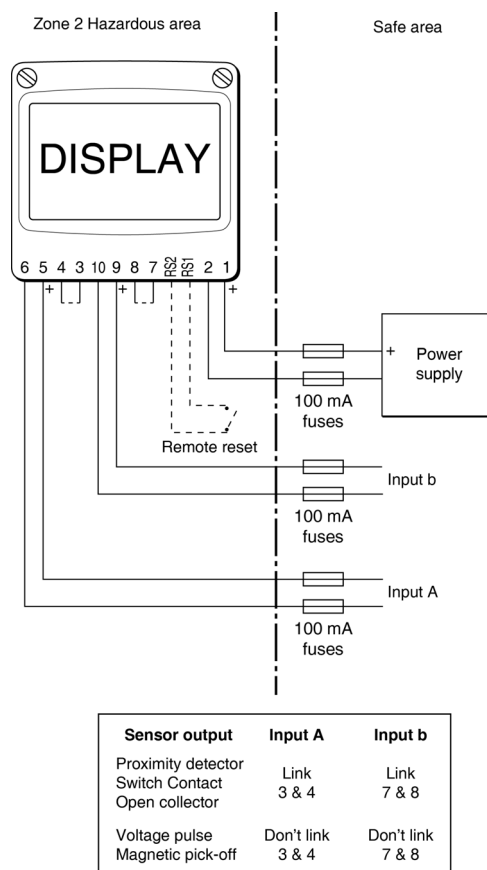 Zone 2 Hazardous area
Safe area
DISPLAY
6 5 4 3 10 9 8 7 RS2 RS1 2 1
+ + +
+ Power
supply
100 mA
fuses
Remote reset
Input b
100 mA
fuses
Input A
100 mA
fuses
Sensor output Input A Input b
Proximity detector
Switch Contact
Open collector
Link
3 & 4
Link
7 & 8
Voltage pulse
Magnetic pick-off
Don't link
3 & 4
Don't link
7 & 8